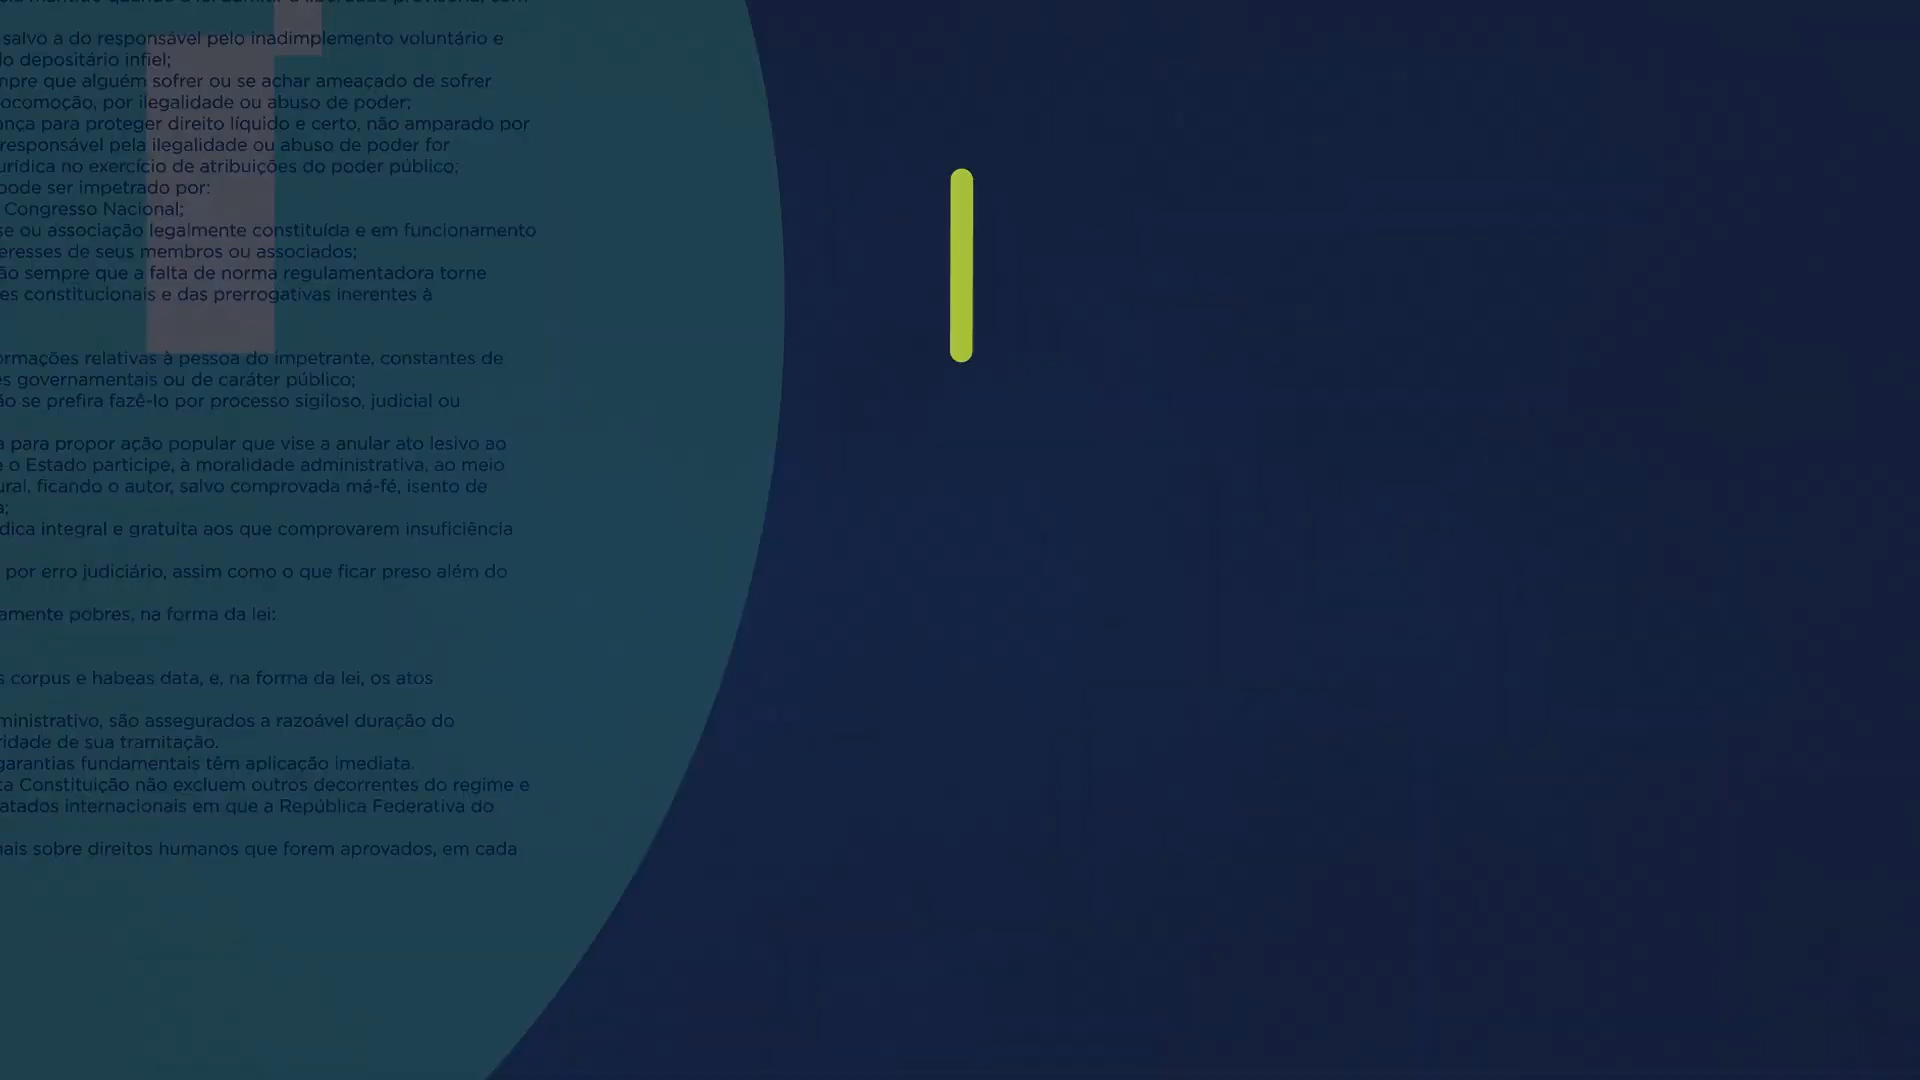 salvo a do responsável pelo inadimplemento voluntário e
depositário infiel;
que alguém sofrer ou se achar ameaçado de sofrer
ocomoção, por ilegalidade ou abuso de poder;
ança para proteger direito líquido e certo, não amparado por
responsável pela ilegalidade ou abuso de poder for
urídica no exercício de atribuições do poder público;
pode ser impetrado por:
Congresso Nacional;
se ou associação legalmente constituída e em funcionamento
eresses de seus membros ou associados;
ão sempre que a falta de norma regulamentadora torne
es constitucionais e das prerrogativas inerentes à
ormações relativas à pessoa do impetrante, constantes de
s governamentais ou de caráter público;
ão se prefira fazê-lo por processo sigiloso, judicial ou
a para propor ação popular que vise a anular ato lesivo ao
e o Estado participe, à moralidade administrativa, ao meio
ural, ficando o autor, salvo comprovada má-fé, isento de
a;
dica integral e gratuita aos que comprovarem insuficiência
por erro judiciário, assim como o que ficar preso além do
amente pobres, na forma da lei:
s corpus e habeas data, e, na forma da lei, os atos
ministrativo, são assegurados a razoável duração do
ridade de sua tramitação.
garantias fundamentais têm aplicação imediata.
ta Constituição não excluem outros decorrentes do regime e
atados internacionais em que a República Federativa do
nais sobre direitos humanos que forem aprovados, em cada